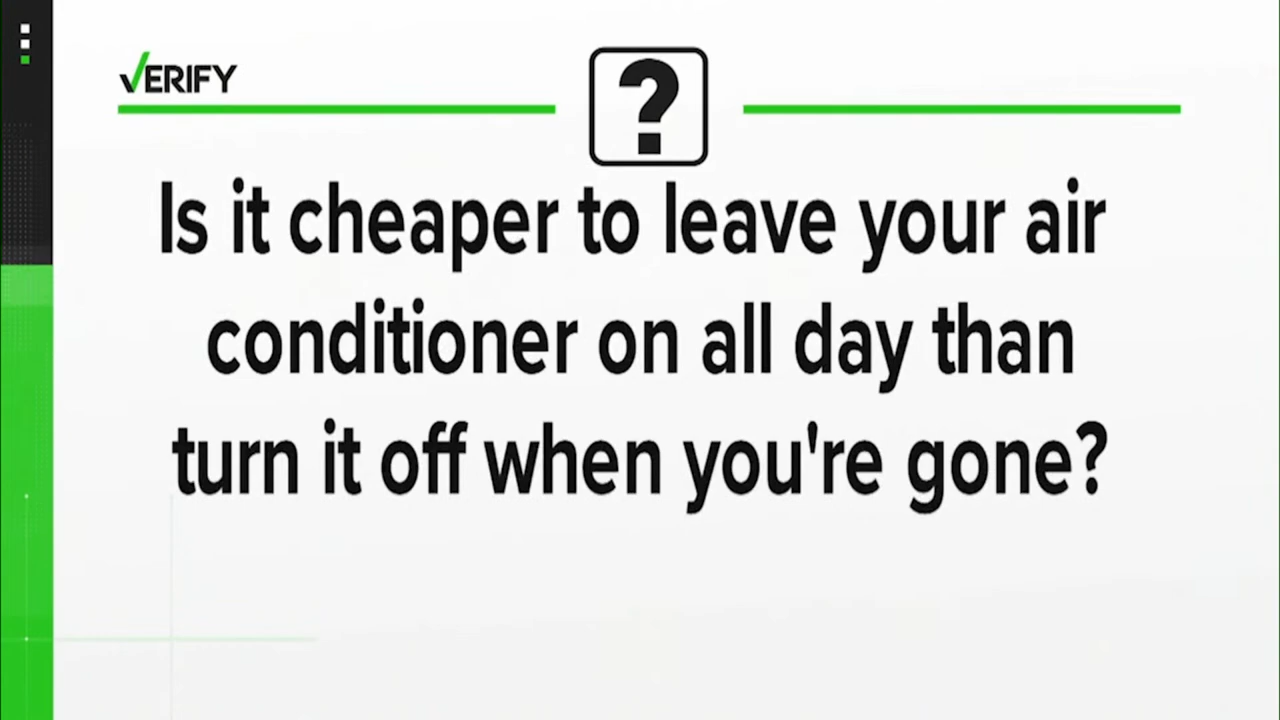 VERIFY
?
Is it cheaper to leave your air
conditioner on all day than
turn it off when you're gone?